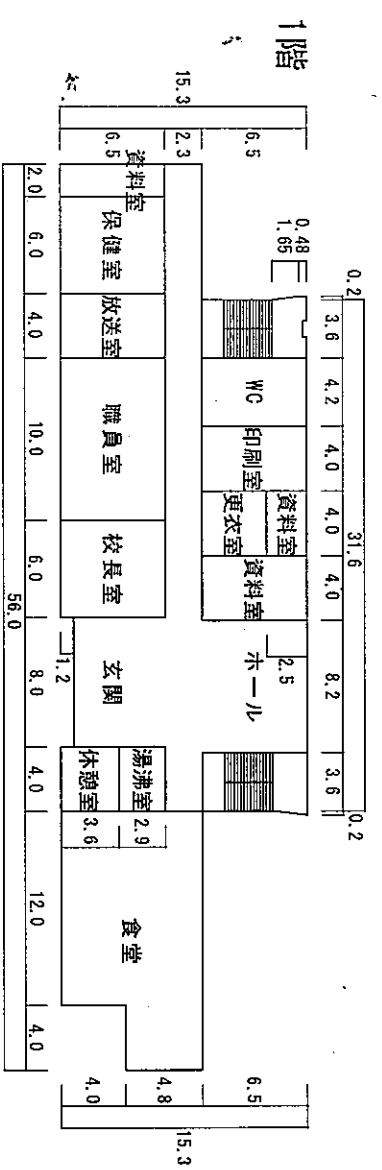 1階
15.3
6.5
2.3
6.5
0.48
1.65
0.2
3.6
4.2
4.0
4.0
4.0
8.2
3.6
0.2
31.6
WC
印刷室
資料室
更衣室
資料室
ホール
2.5
資料室
保健室
放送室
職員室
校長室
玄関
1.2
湯沸室
休憩室
2.9
3.6
食堂
2.0
6.0
4.0
10.0
6.0
8.0
4.0
12.0
4.0
56.0
6.5
4.8
4.0
15.3